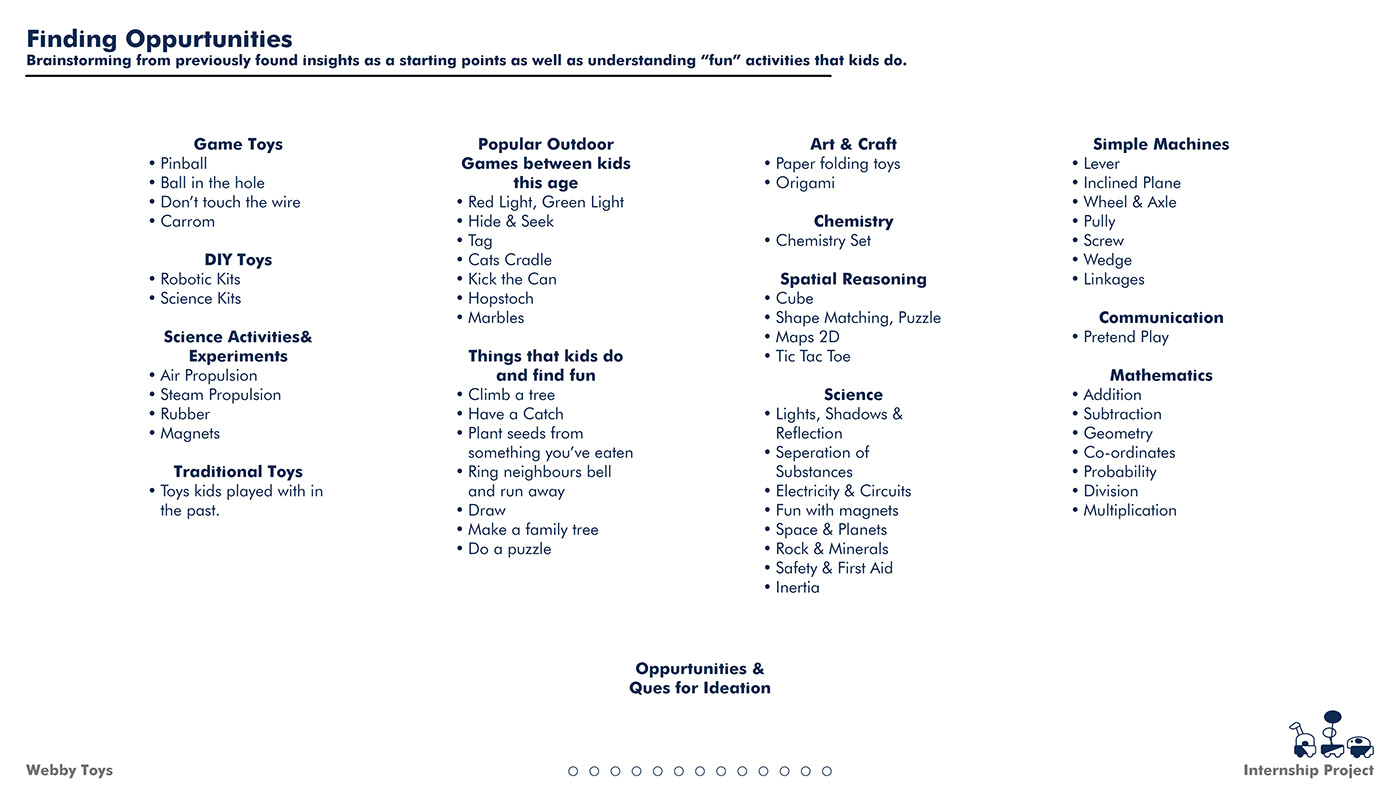 Finding Oppurtunities
Brainstorming from previously found insights as a starting points as well as understanding “fun” activities that kids do.
Game Toys
• Pinball
• Ball in the hole
• Don’t touch the wire
• Carrom
DIY Toys
• Robotic Kits
• Science Kits
Science Activities&
Experiments
• Air Propulsion
• Steam Propulsion
• Rubber
• Magnets
Traditional Toys
• Toys kids played with in
the past.
Popular Outdoor
Games between kids
this age
• Red Light, Green Light
• Hide & Seek
• Tag
• Cats Cradle
• Kick the Can
• Hopstoch
• Marbles
Things that kids do
and find fun
• Climb a tree
• Have a Catch
• Plant seeds from
something you’ve eaten
• Ring neighbours bell
and run away
• Draw
• Make a family tree
• Do a puzzle
Art & Craft
• Paper folding toys
• Origami
Chemistry
• Chemistry Set
Spatial Reasoning
• Cube
• Shape Matching, Puzzle
• Maps 2D
• Tic Tac Toe
Science
• Lights, Shadows &
Reflection
• Seperation of
Substances
• Electricity & Circuits
• Fun with magnets
• Space & Planets
• Rock & Minerals
• Safety & First Aid
• Inertia
Simple Machines
• Lever
• Inclined Plane
• Wheel & Axle
• Pully
• Screw
• Wedge
• Linkages
Communication
• Pretend Play
Mathematics
• Addition
• Subtraction
• Geometry
• Co-ordinates
• Probability
• Division
• Multiplication
Oppurtunities &
Ques for Ideation
Webby Toys
Internship Project